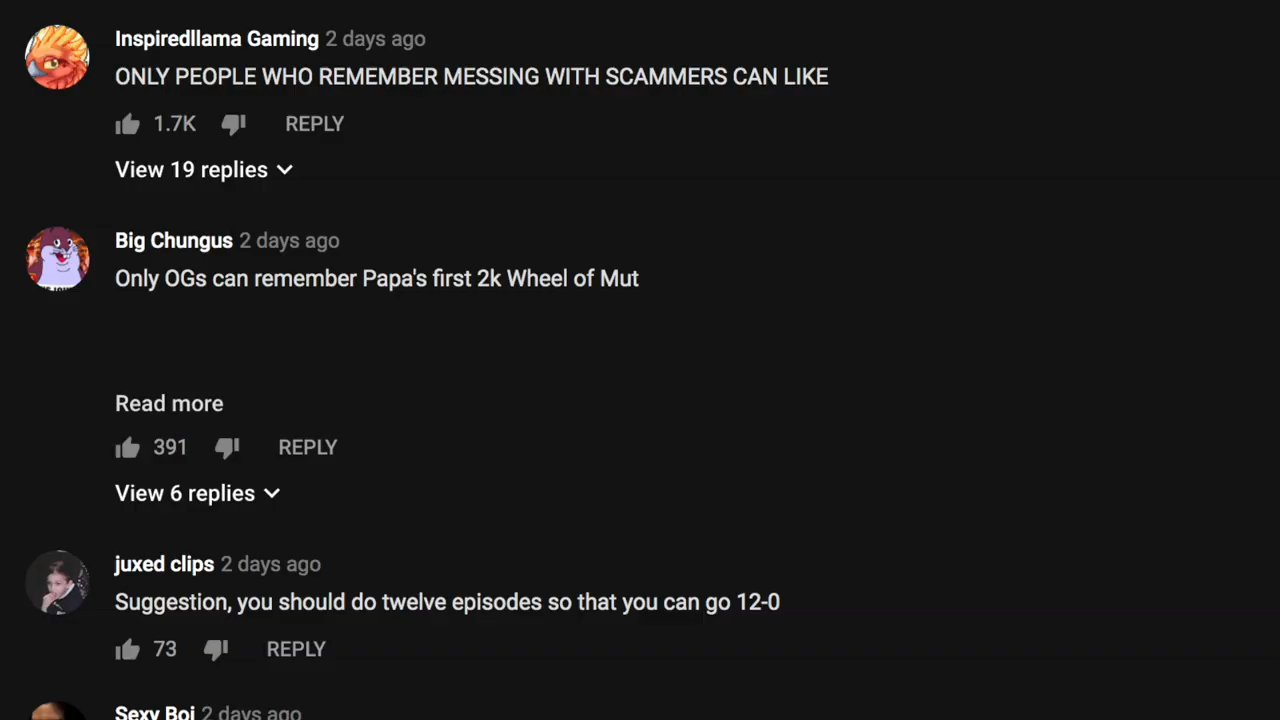 Inspiredllama Gaming 2 days ago
ONLY PEOPLE WHO REMEMBER MESSING WITH SCAMMERS CAN LIKE
1.7K REPLY
View 19 replies
Big Chungus 2 days ago
Only OGs can remember Papa's first 2k Wheel of Mut
Read more
391 REPLY
View 6 replies
juxed clips 2 days ago
Suggestion, you should do twelve episodes so that you can go 12-0
73 REPLY
Sexy Boi 2 days ago